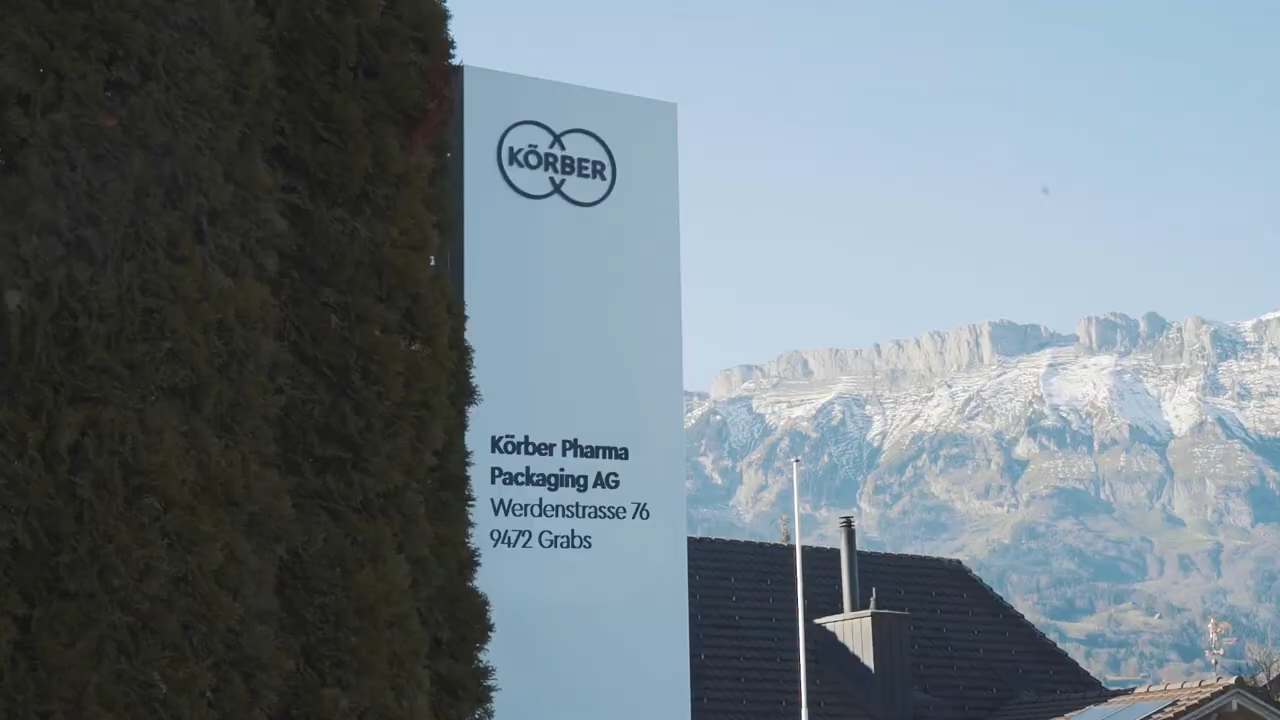 KÖRBER
Körber Pharma
Packaging AG
Werdenstrasse 76
9472 Grabs